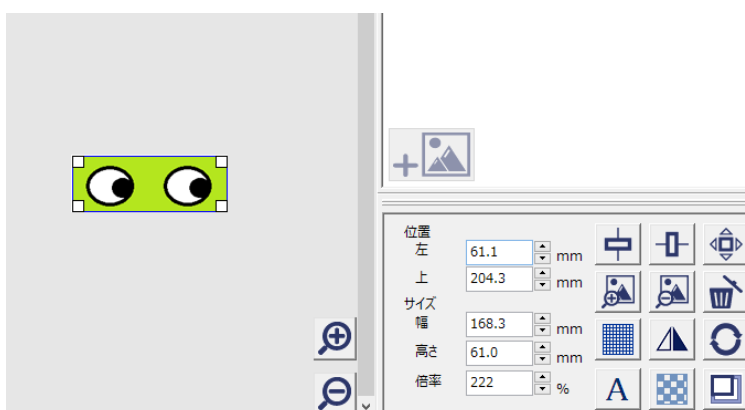 位置
左 61.1 mm
上 204.3 mm
サイズ
幅 168.3 mm
高さ 61.0 mm
倍率 222 %
A